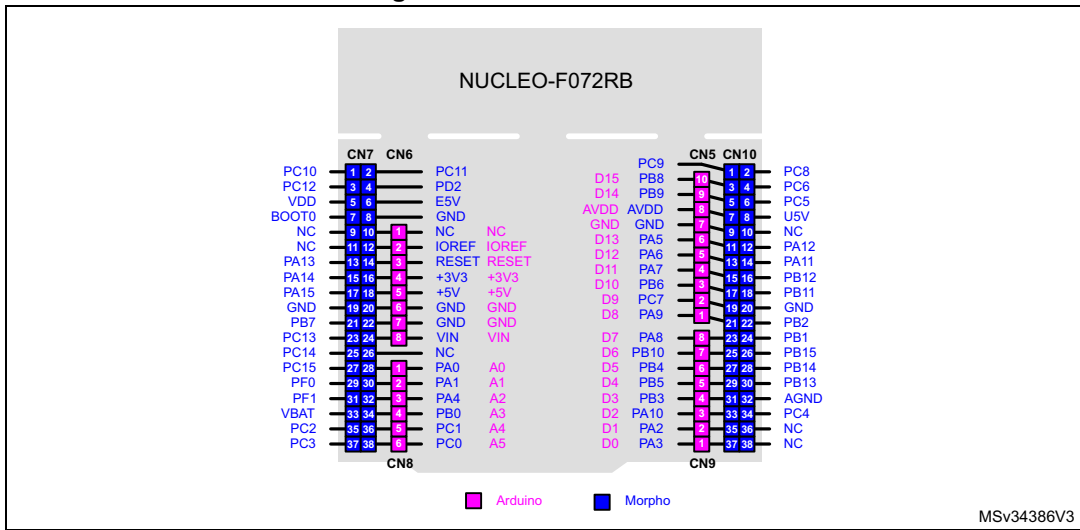 NUCLEO-F072RB
CN7 CN6 CN5 CN10
PC9
PC10 1 2 PC11 1 2 PC8
PC12 3 4 PD2 D15 PB8 10 3 4 PC6
VDD 5 6 E5V D14 PB9 9 5 6 PC5
BOOT0 7 8 GND AVDD AVDD 8 7 8 U5V
NC 9 10 1 NC NC GND GND 7 9 10 NC
NC 11 12 2 IOREF IOREF D13 PA5 6 11 12 PA12
PA13 13 14 3 RESET RESET D12 PA6 5 13 14 PA11
PA14 15 16 4 +3V3 +3V3 D11 PA7 4 15 16 PB12
PA15 17 18 5 +5V +5V D10 PB6 3 17 18 PB11
GND 19 20 6 GND GND D9 PC7 2 19 20 GND
PB7 21 22 7 GND GND D8 PA9 1 21 22 PB2
PC13 23 24 8 VIN VIN D7 PA8 8 23 24 PB1
PC14 25 26 NC D6 PB10 7 25 26 PB15
PC15 27 28 1 PA0 A0 D5 PB4 6 27 28 PB14
PF0 29 30 2 PA1 A1 D4 PB5 5 29 30 PB13
PF1 31 32 3 PA4 A2 D3 PB3 4 31 32 AGND
VBAT 33 34 4 PB0 A3 D2 PA10 3 33 34 PC4
PC2 35 36 5 PC1 A4 D1 PA2 2 35 36 NC
PC3 37 38 6 PC0 A5 D0 PA3 1 37 38 NC
CN8 CN9
Arduino Morpho
MSv34386V3